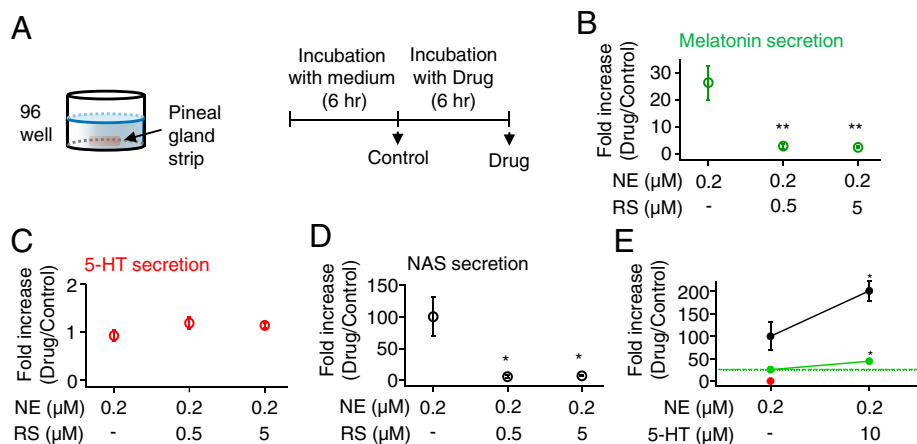 A
96
well
Pineal
gland
strip
Incubation
with medium
(6 hr)
Incubation
with Drug
(6 hr)
Control
Drug
B
Melatonin secretion
Fold increase
(Drug/Control)
30
20
10
0
** **
NE (μM) 0.2 0.2 0.2
RS (μM) - 0.5 5
C
5-HT secretion
Fold increase
(Drug/Control)
2
1
0
NE (μM) 0.2 0.2 0.2
RS (μM) - 0.5 5
D
NAS secretion
Fold increase
(Drug/Control)
150
100
50
0
* *
NE (μM) 0.2 0.2 0.2
RS (μM) - 0.5 5
E
Fold increase
(Drug/Control)
200
150
100
50
0
*
*
NE (μM) 0.2 0.2
5-HT (μM) - 10